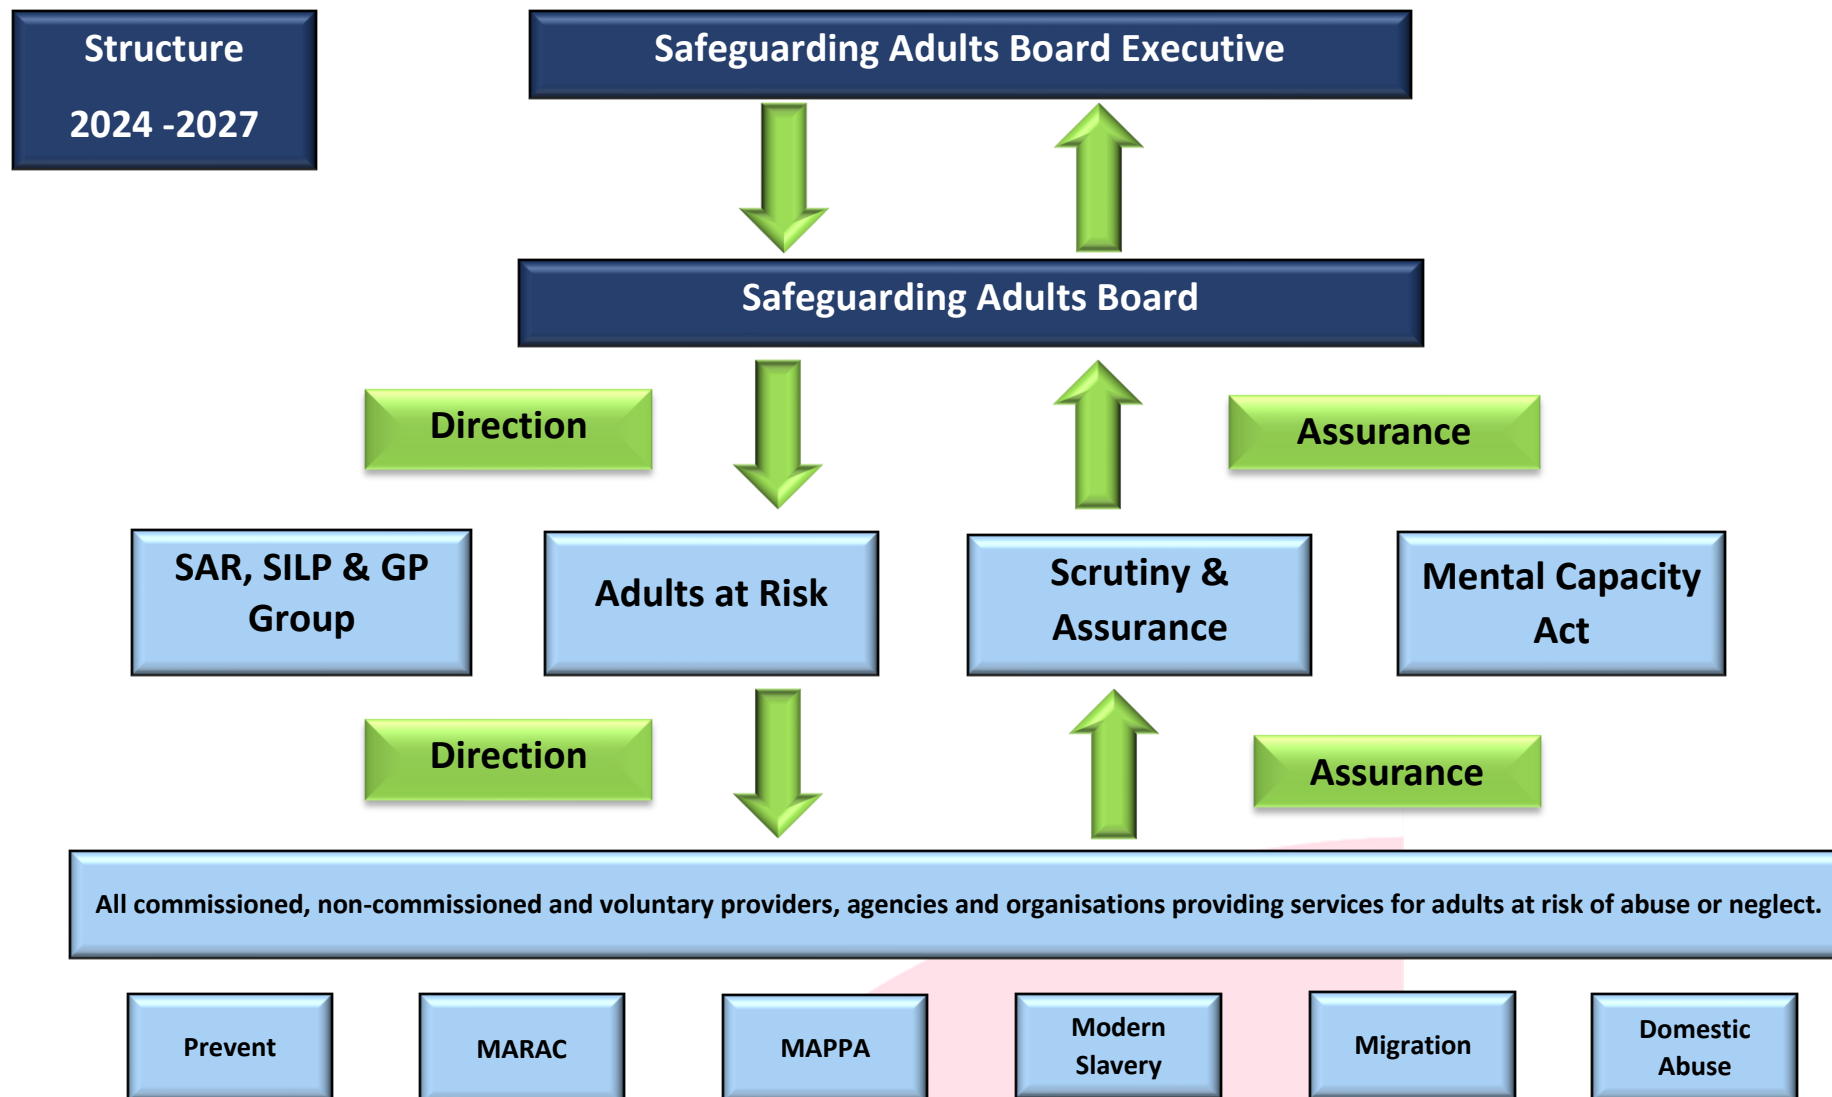 Structure
2024 -2027
Safeguarding Adults Board Executive
Safeguarding Adults Board
Direction
Assurance
SAR, SILP & GP
Group
Adults at Risk
Scrutiny &
Assurance
Mental Capacity
Act
Direction
Assurance
All commissioned, non-commissioned and voluntary providers, agencies and organisations providing services for adults at risk of abuse or neglect.
Prevent
MARAC
MAPPA
Modern
Slavery
Migration
Domestic
Abuse